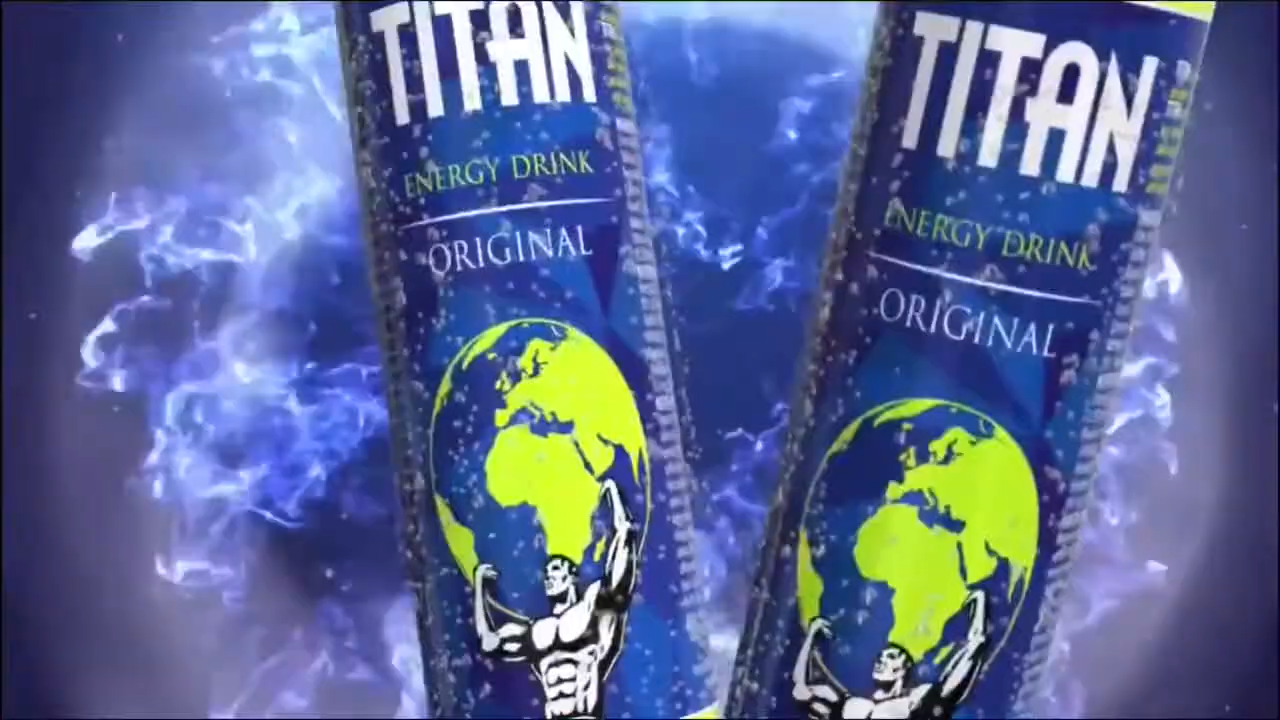 TITAN
ENERGY DRINK
ORIGINAL
TITAN
ENERGY DRINK
ORIGINAL